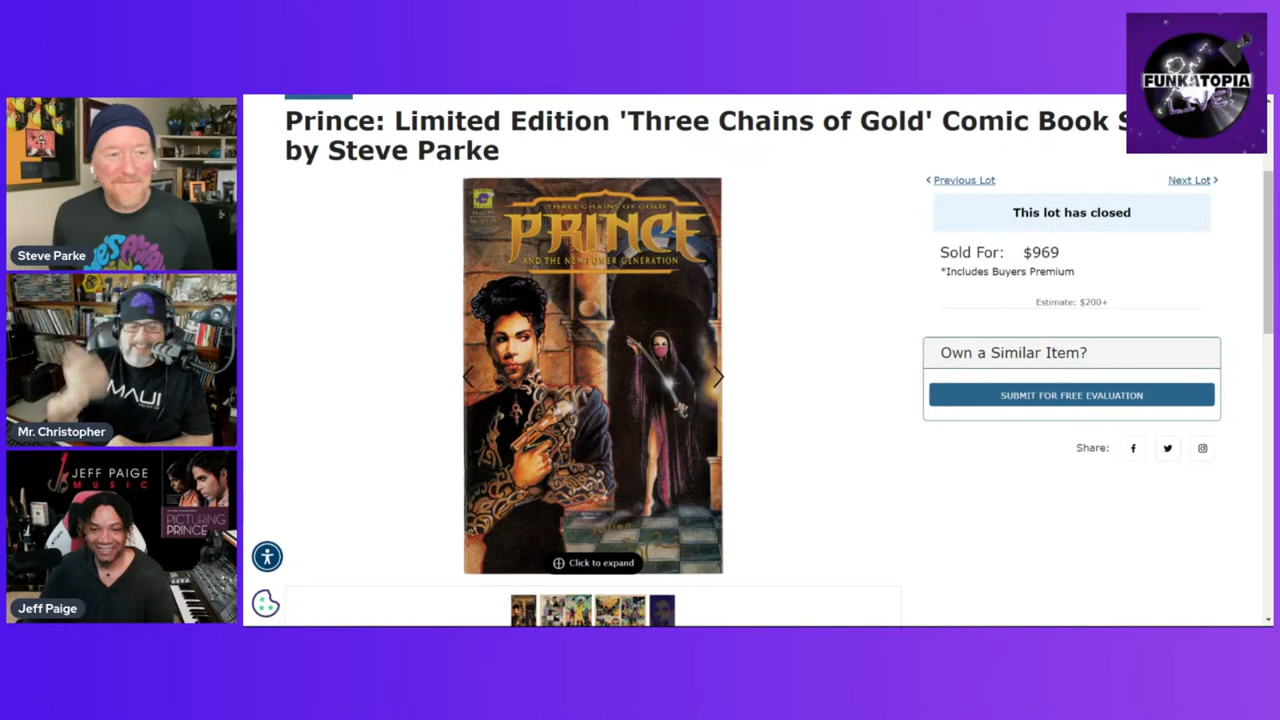 FUNKATOPIA
LIVE!
Prince: Limited Edition 'Three Chains of Gold' Comic Book S
by Steve Parke
Previous Lot
Next Lot
This lot has closed
Sold For: $969
*Includes Buyers Premium
Estimate: $200+
Own a Similar Item?
SUBMIT FOR FREE EVALUATION
Share:
THREE CHAINS OF GOLD
PRINCE
AND THE NEW POWER GENERATION
Click to expand
Steve Parke
MAUI
Mr. Christopher
JEFF PAIGE
MUSIC
PICTURING
PRINCE
Jeff Paige